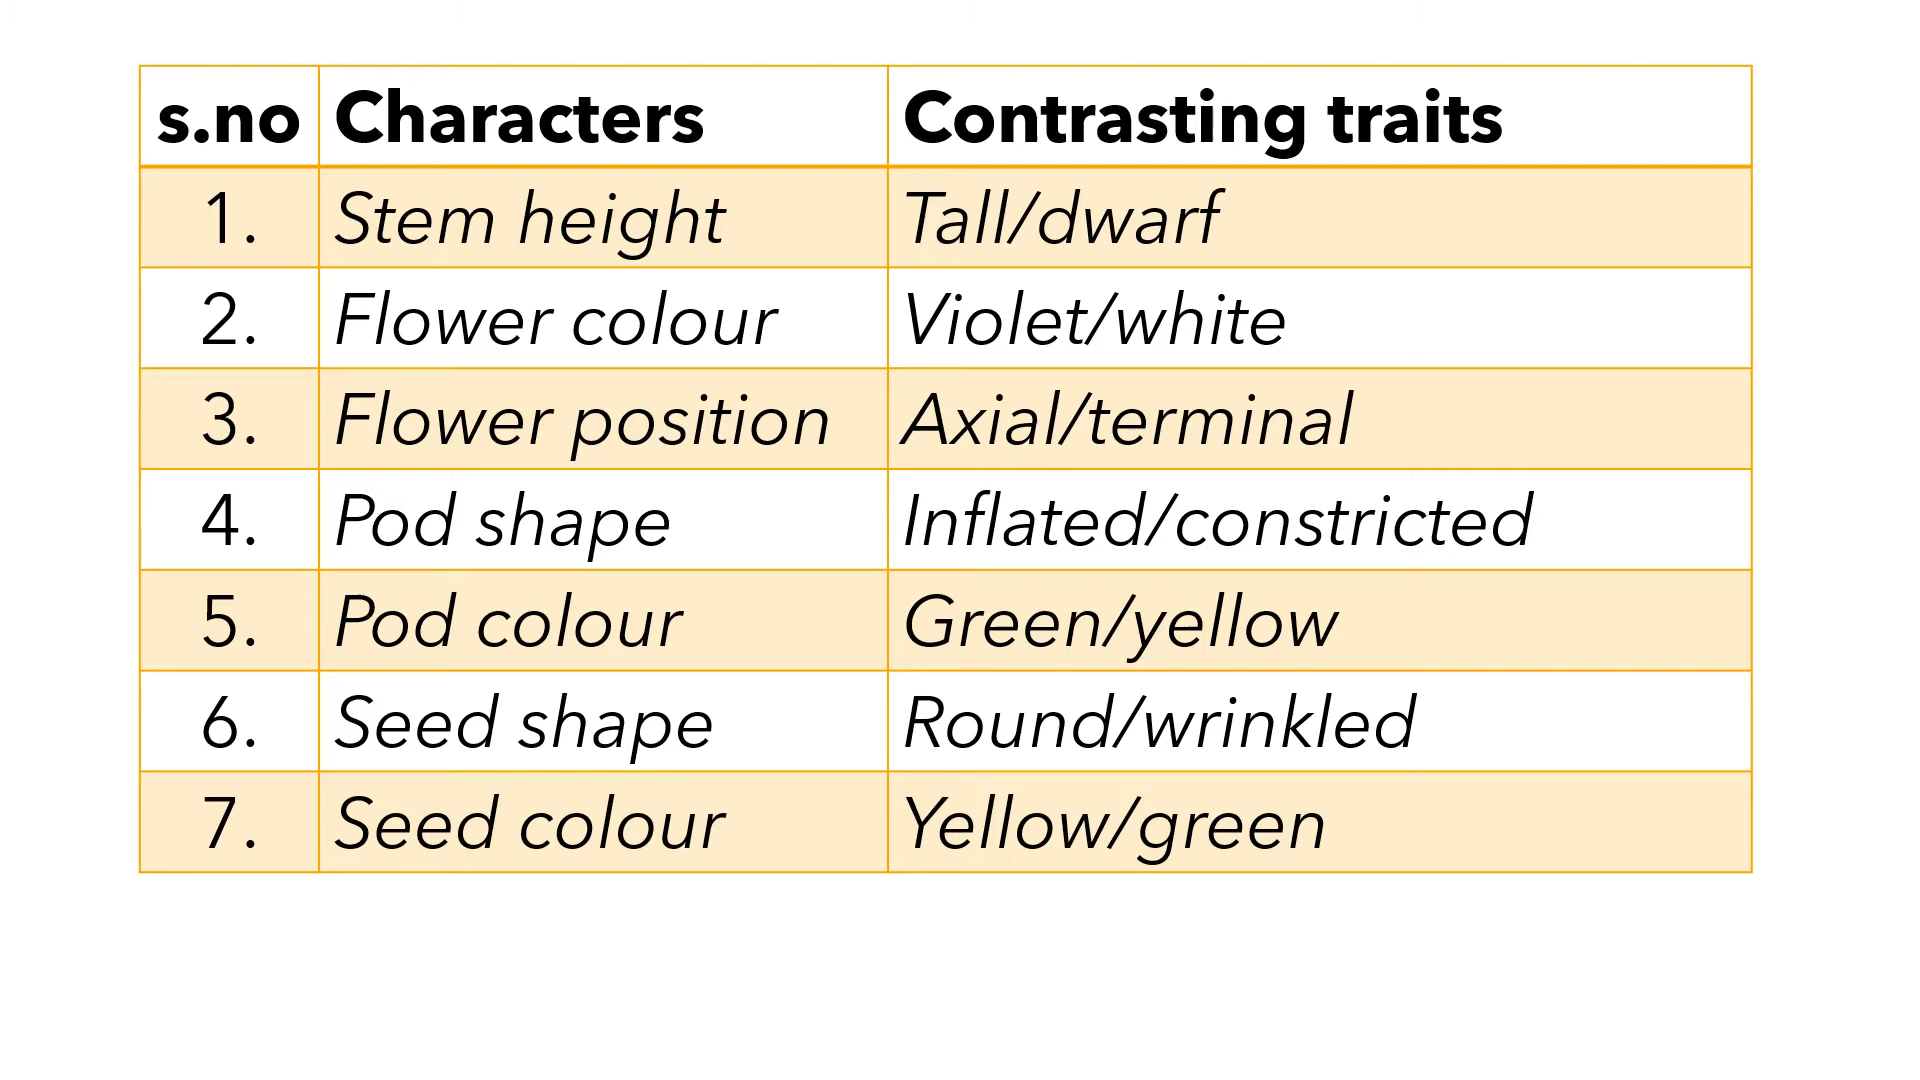 s.no Characters Contrasting traits
1. Stem height Tall/dwarf
2. Flower colour Violet/white
3. Flower position Axial/terminal
4. Pod shape Inflated/constricted
5. Pod colour Green/yellow
6. Seed shape Round/wrinkled
7. Seed colour Yellow/green